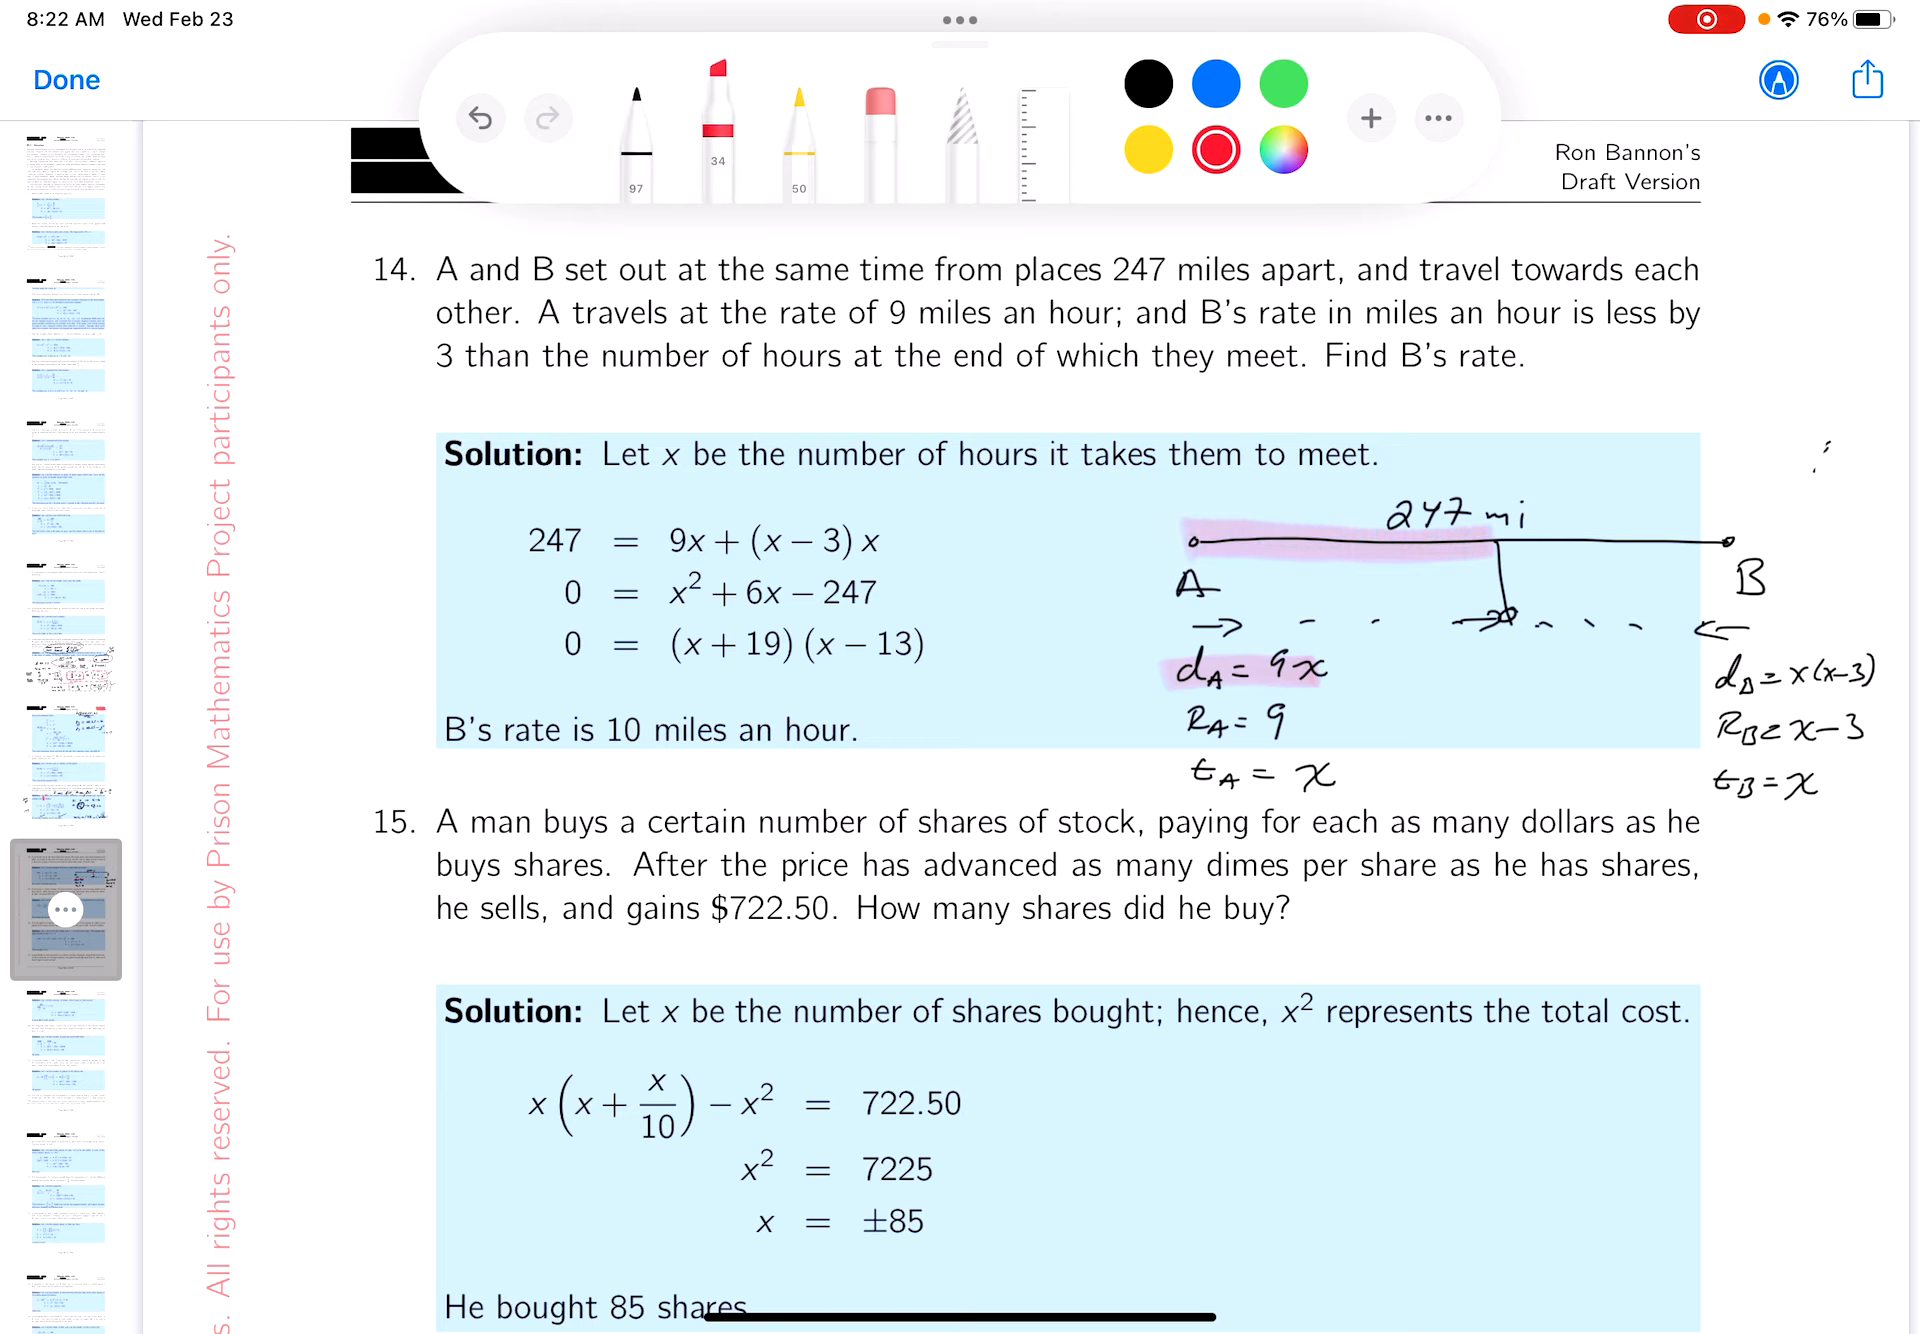 8:22 AM Wed Feb 23
76%
Done
97
34
50
Ron Bannon's
Draft Version
s. All rights reserved. For use by Prison Mathematics Project participants only.
14. A and B set out at the same time from places 247 miles apart, and travel towards each
other. A travels at the rate of 9 miles an hour; and B's rate in miles an hour is less by
3 than the number of hours at the end of which they meet. Find B's rate.
Solution: Let x be the number of hours it takes them to meet.
247 = 9x + (x − 3) x
0 = x² + 6x − 247
0 = (x + 19) (x − 13)
B's rate is 10 miles an hour.
247 mi
A
B
d_A = 9x
R_A = 9
t_A = x
d_B = x(x-3)
R_B = x-3
t_B = x
15. A man buys a certain number of shares of stock, paying for each as many dollars as he
buys shares. After the price has advanced as many dimes per share as he has shares,
he sells, and gains $722.50. How many shares did he buy?
Solution: Let x be the number of shares bought; hence, x² represents the total cost.
x (x + x/10) − x² = 722.50
x² = 7225
x = ±85
He bought 85 shares